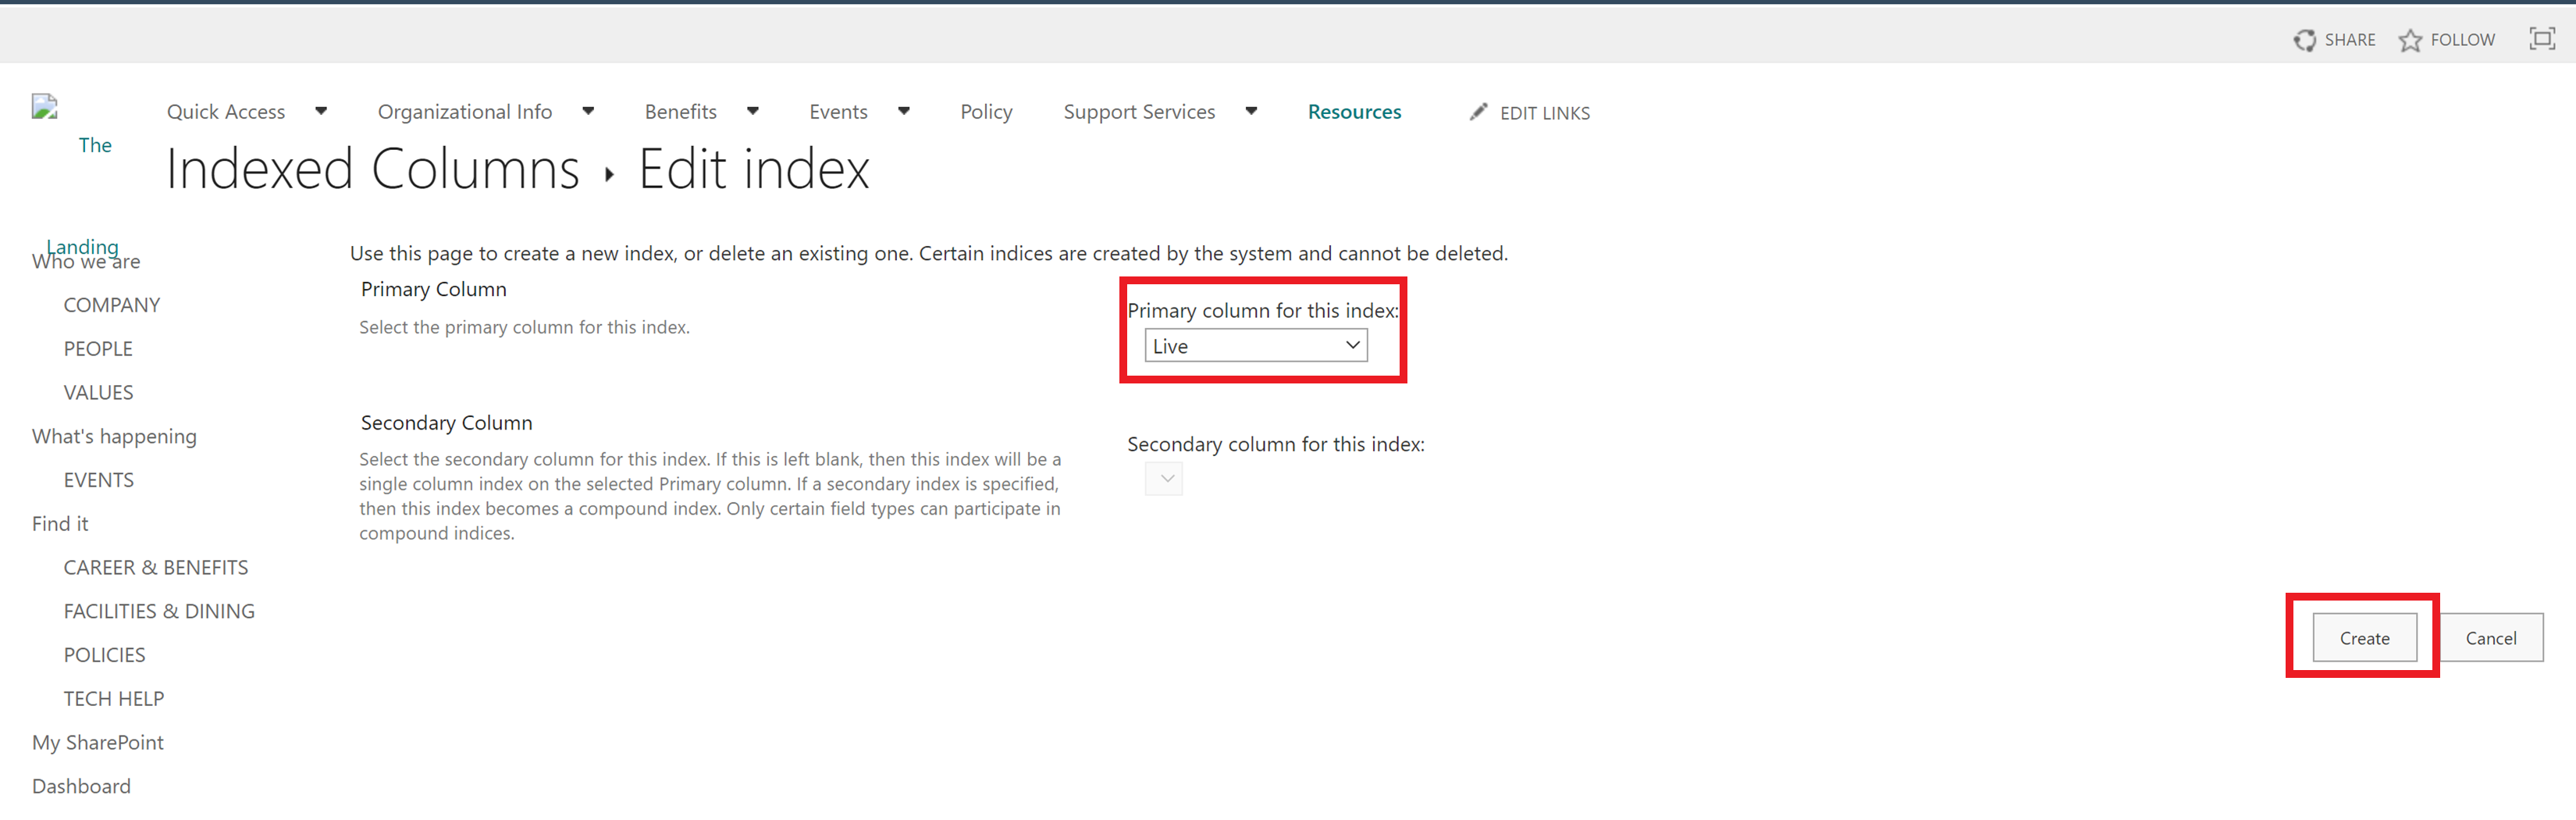 SHARE FOLLOW
Quick Access Organizational Info Benefits Events Policy Support Services Resources EDIT LINKS
The
Landing
Indexed Columns ▸ Edit index
Who we are
COMPANY
PEOPLE
VALUES
What's happening
EVENTS
Find it
CAREER & BENEFITS
FACILITIES & DINING
POLICIES
TECH HELP
My SharePoint
Dashboard
Use this page to create a new index, or delete an existing one. Certain indices are created by the system and cannot be deleted.
Primary Column
Select the primary column for this index.
Primary column for this index:
Live
Secondary Column
Select the secondary column for this index. If this is left blank, then this index will be a
single column index on the selected Primary column. If a secondary index is specified,
then this index becomes a compound index. Only certain field types can participate in
compound indices.
Secondary column for this index:
Create Cancel